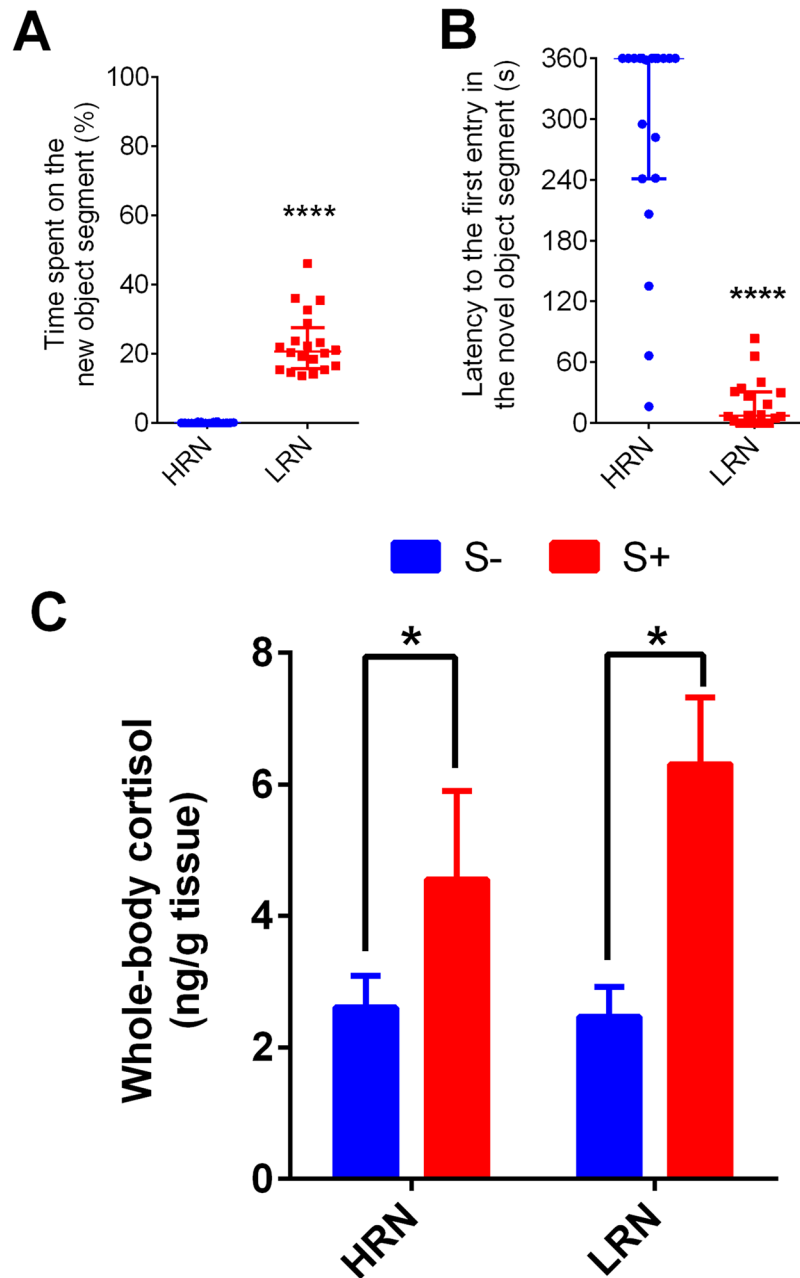 A
Time spent on the
new object segment (%)
100
80
60
40
20
0
****
HRN
LRN
B
Latency to the first entry in
the novel object segment (s)
360
300
240
180
120
60
0
****
HRN
LRN
S-
S+
C
Whole-body cortisol
(ng/g tissue)
8
6
4
2
0
*
*
HRN
LRN